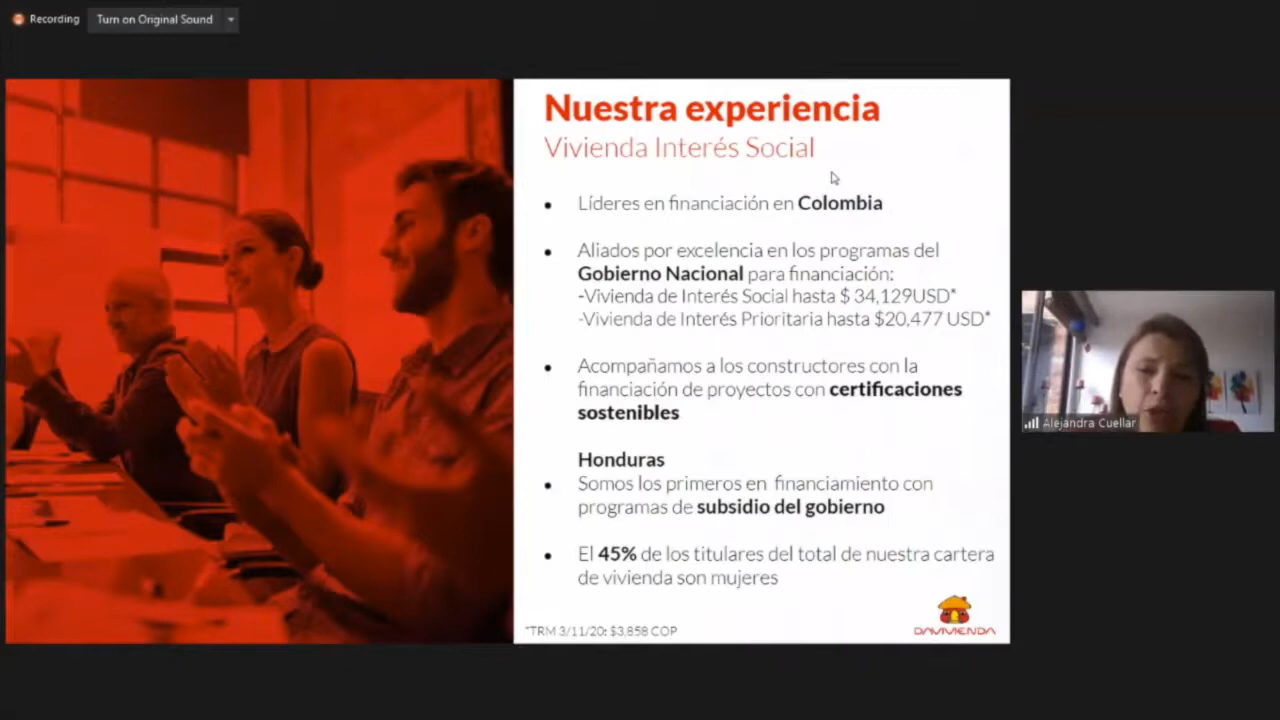 Recording
Turn on Original Sound
Nuestra experiencia
Vivienda Interés Social
Líderes en financiación en Colombia
Aliados por excelencia en los programas del
Gobierno Nacional para financiación:
-Vivienda de Interés Social hasta $ 34,129USD*
-Vivienda de Interés Prioritaria hasta $20,477 USD*
Acompañamos a los constructores con la
financiación de proyectos con certificaciones
sostenibles
Honduras
Somos los primeros en financiamiento con
programas de subsidio del gobierno
El 45% de los titulares del total de nuestra cartera
de vivienda son mujeres
*TRM 3/11/20: $3,858 COP
DAVIVIENDA
Alejandra Cuellar